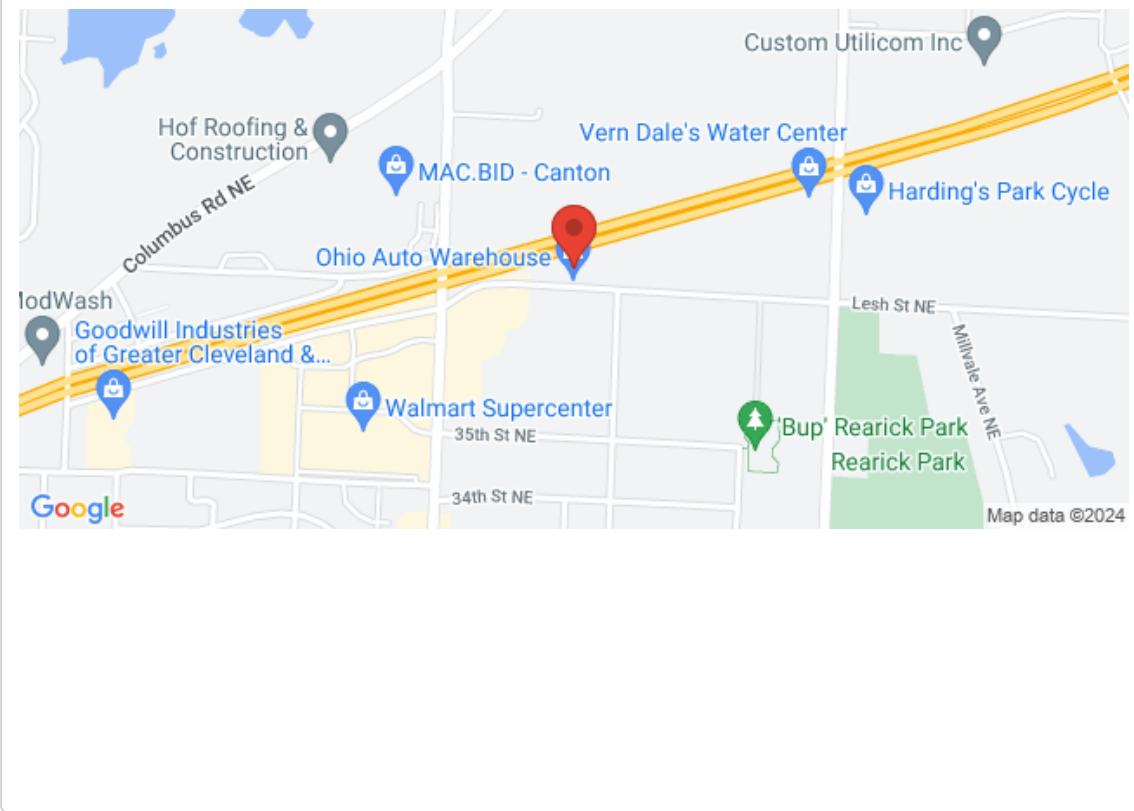 Custom Utilicom Inc
Hof Roofing &
Construction
Vern Dale's Water Center
MAC.BID - Canton
Harding's Park Cycle
Columbus Rd NE
Ohio Auto Warehouse
ModWash
Lesh St NE
Goodwill Industries
of Greater Cleveland &...
Millvale Ave NE
Walmart Supercenter
'Bup' Rearick Park
35th St NE
Rearick Park
34th St NE
Google
Map data ©2024